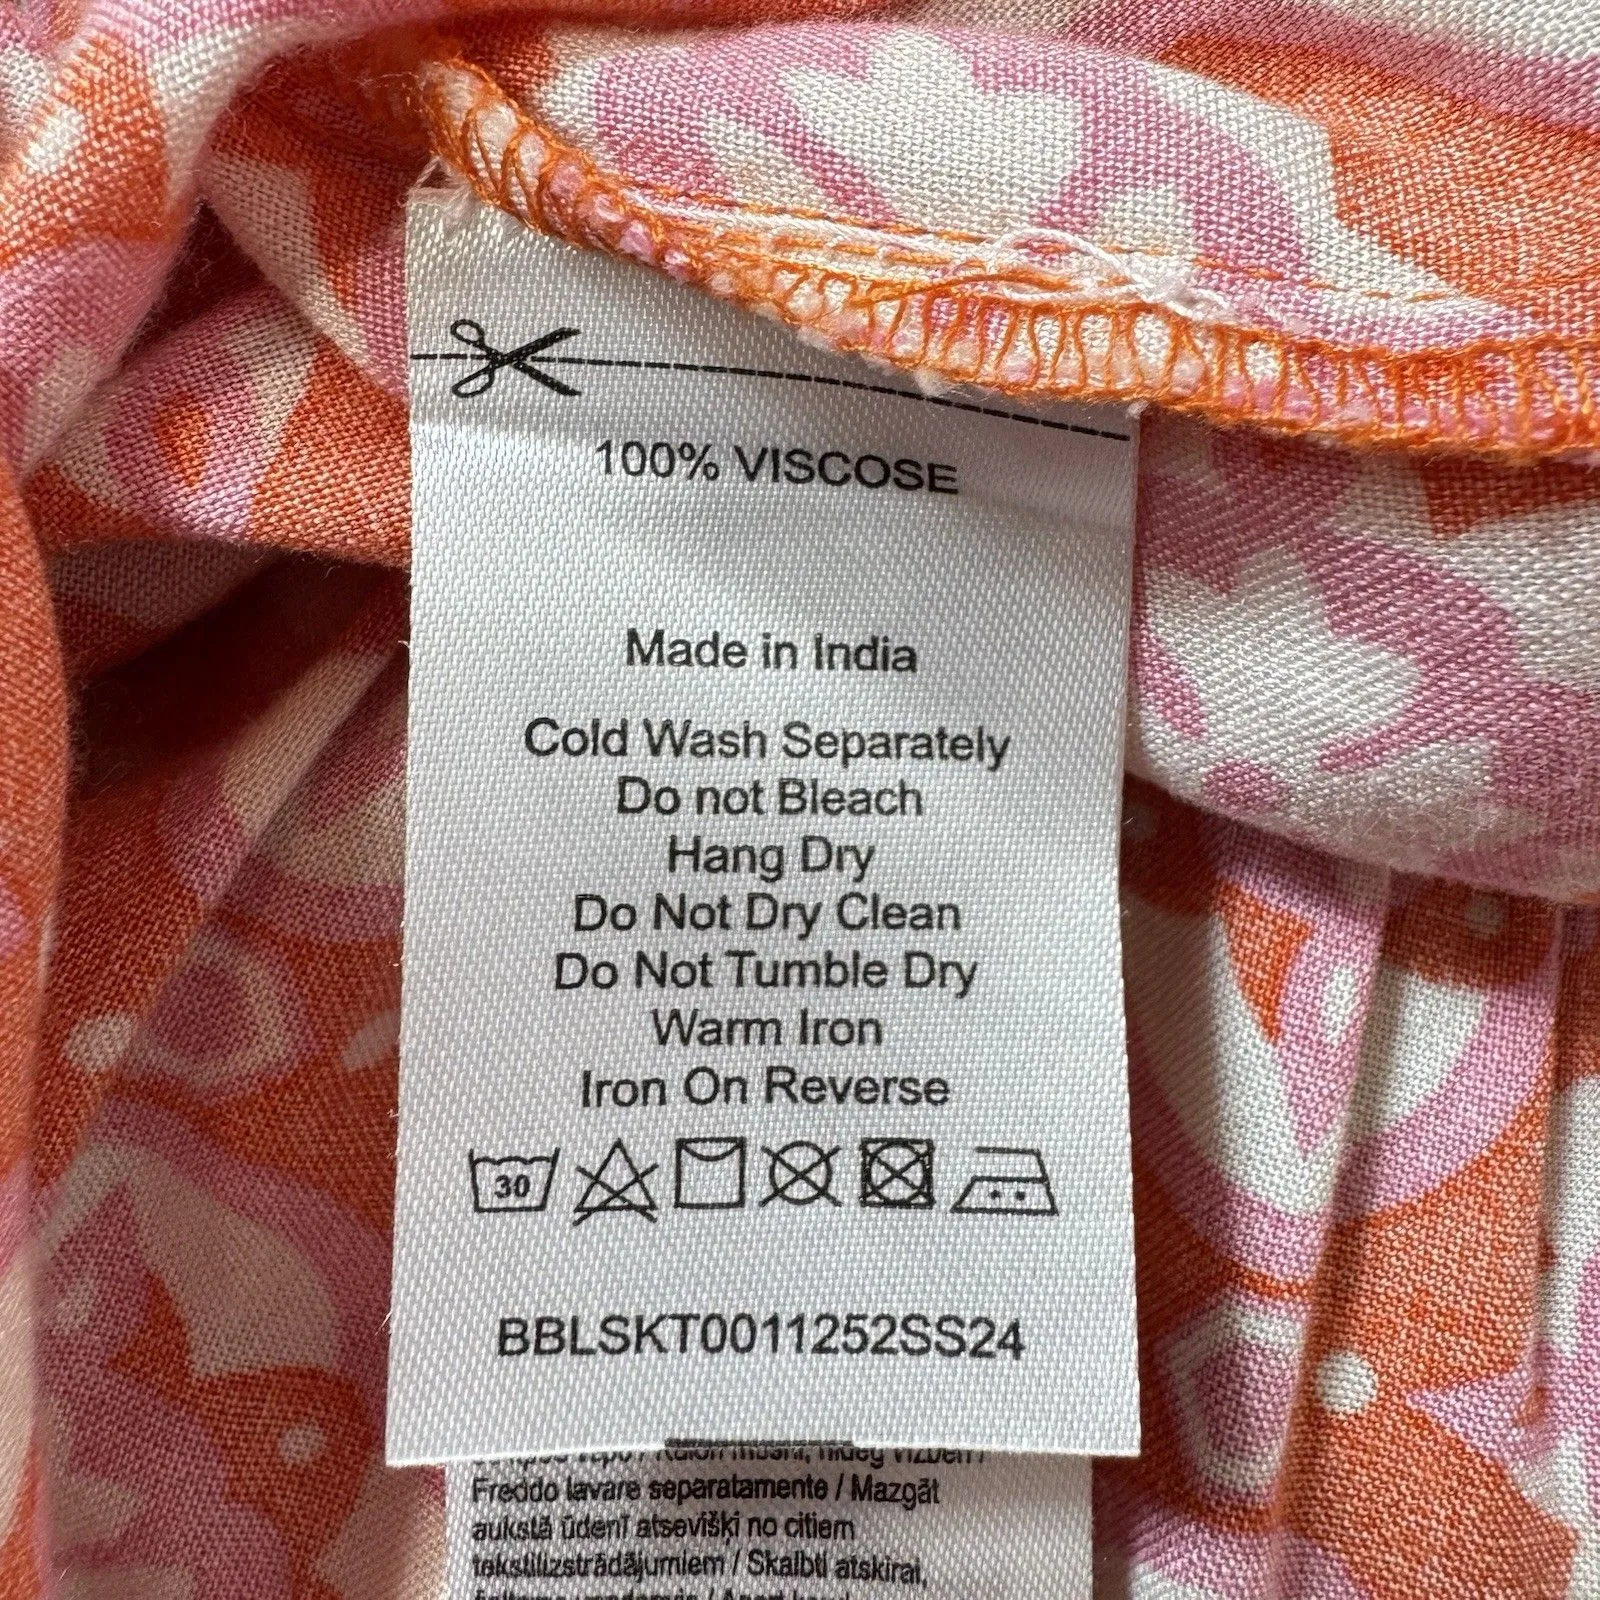 100% VISCOSE
Made in India
Cold Wash Separately
Do not Bleach
Hang Dry
Do Not Dry Clean
Do Not Tumble Dry
Warm Iron
Iron On Reverse
30
BBLSKT0011252SS24
Freddo lavare separatamente / Mazgāt
aukstā ūdenī atsevišķi no citiem
tekstilizstrādājumiem / Skalbti atskirai,